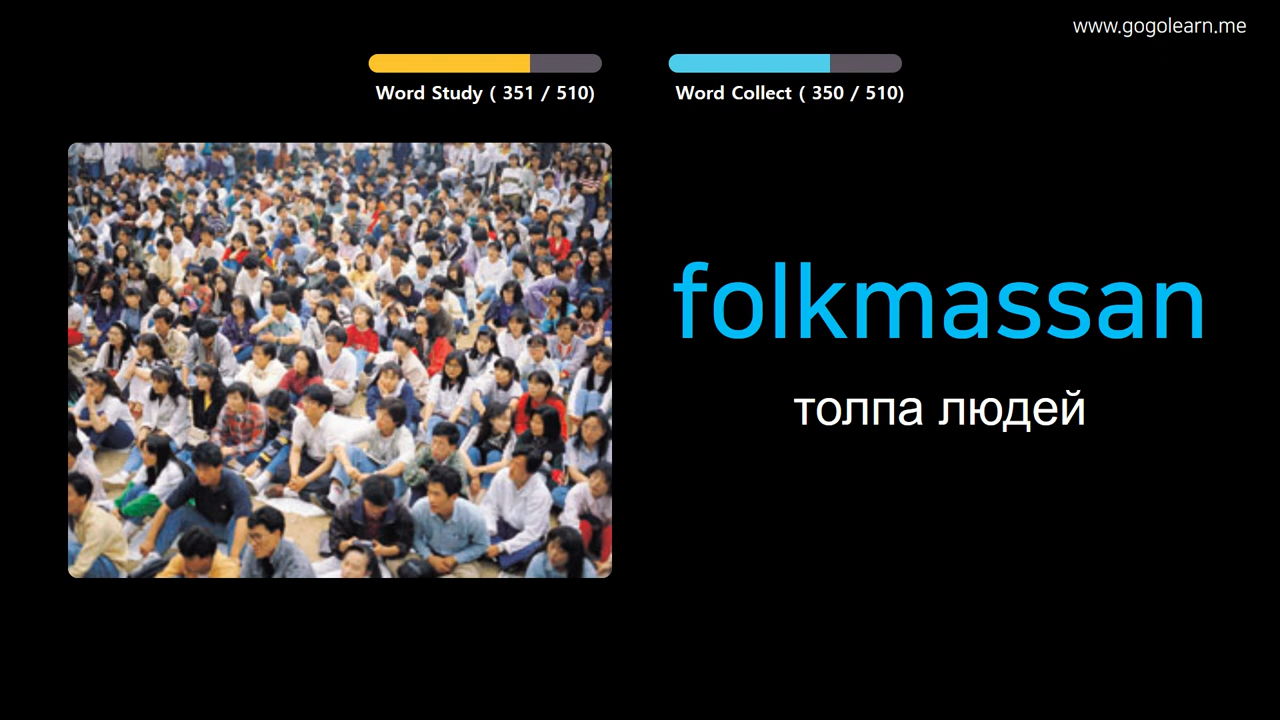 www.gogolearn.me
Word Study ( 351 / 510)
Word Collect ( 350 / 510)
folkmassan
толпа людей